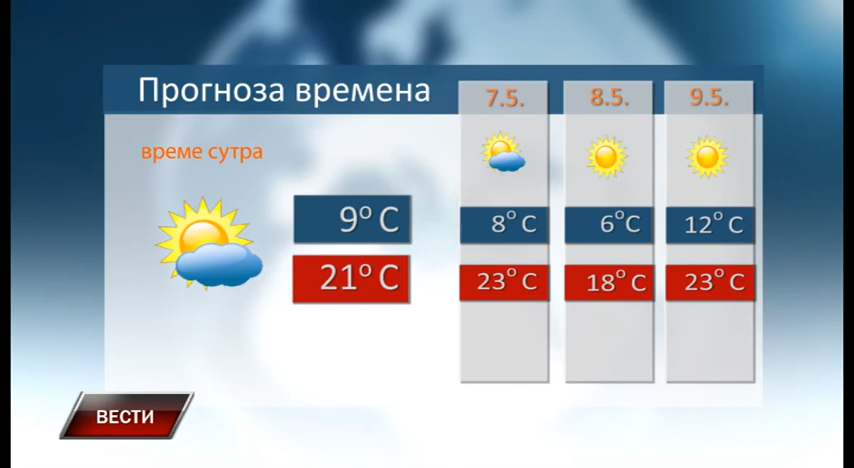 Прогноза времена
време сутра
9° C
21° C
7.5.
8° C
23° C
8.5.
6°C
18° C
9.5.
12° C
23° C
ВЕСТИ